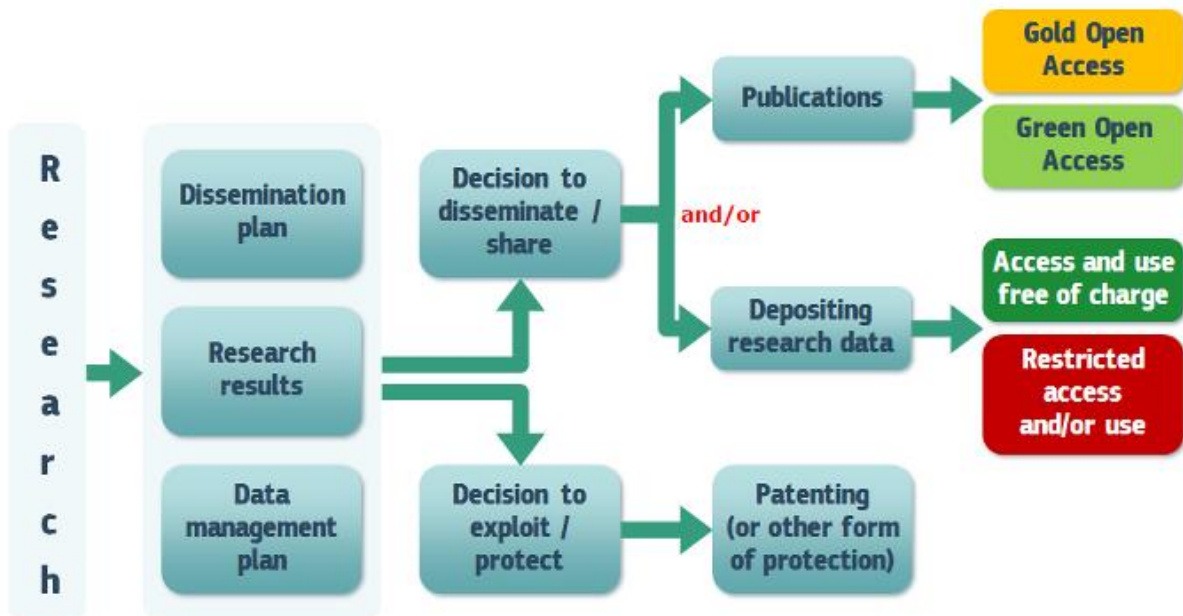 Research
Dissemination
plan
Research
results
Data
management
plan
Decision to
disseminate /
share
Decision to
exploit /
protect
and/or
Publications
Depositing
research data
Patenting
(or other form
of protection)
Gold Open
Access
Green Open
Access
Access and use
free of charge
Restricted
access
and/or use